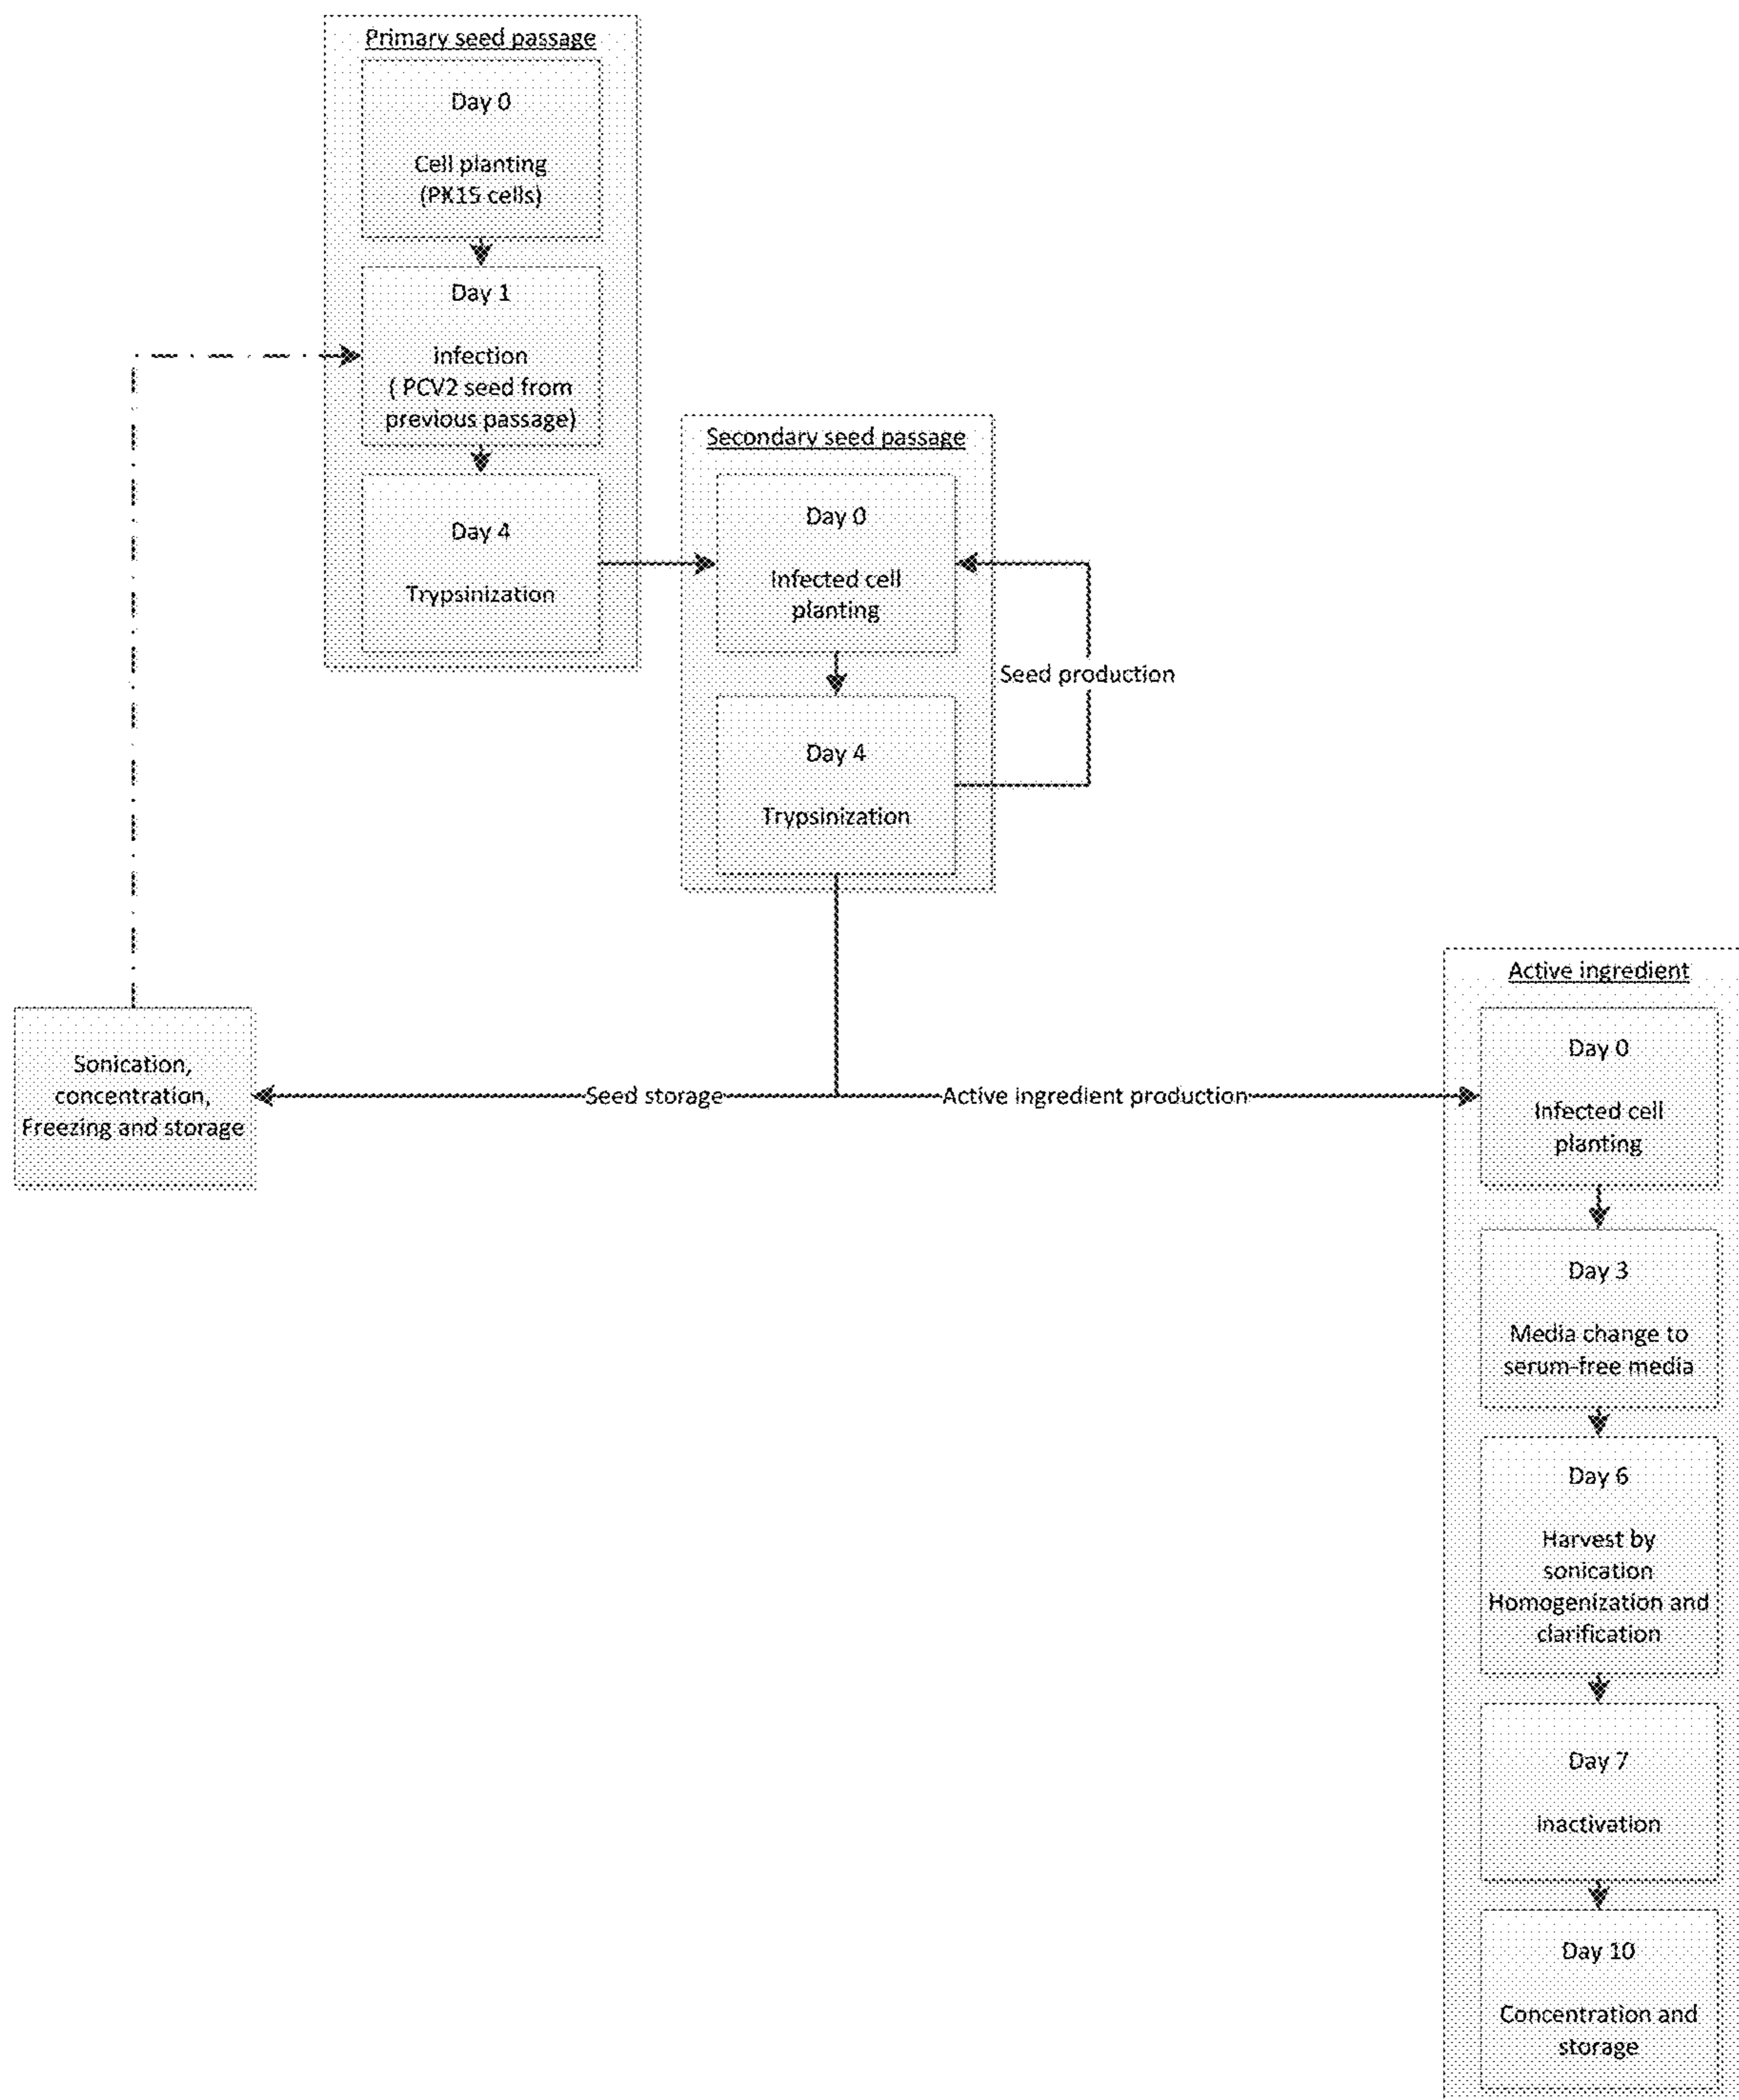 Primary seed passage
Day 0
Cell planting
(PK15 cells)
Day 1
infection
( PCV2 seed from
previous passage)
Day 4
Trypsinization
Secondary seed passage
Day 0
Infected cell
planting
Seed production
Day 4
Trypsinization
Sonication,
concentration,
Freezing and storage
Seed storage
Active ingredient production
Active ingredient
Day 0
Infected cell
planting
Day 3
Media change to
serum-free media
Day 6
Harvest by
sonication
Homogenization and
clarification
Day 7
inactivation
Day 10
Concentration and
storage